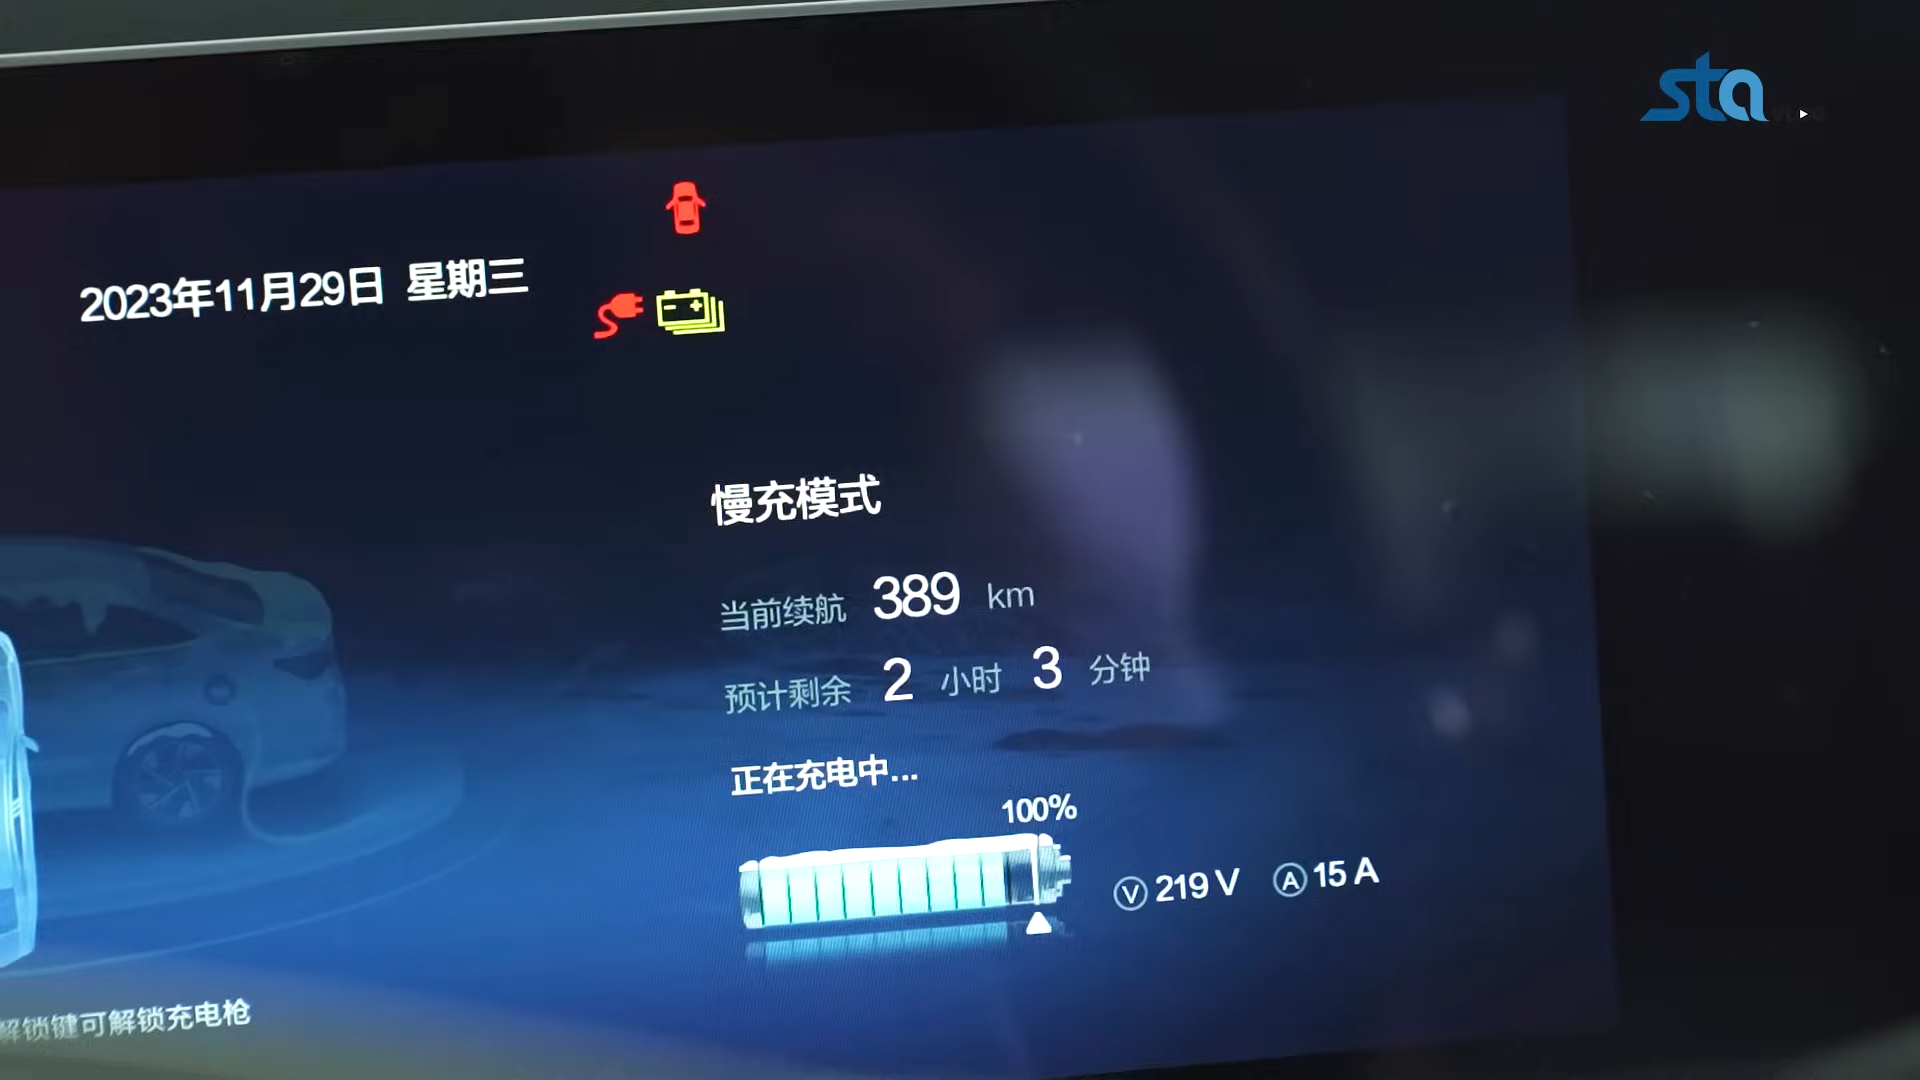 sta
2023年11月29日 星期三
慢充模式
当前续航 389 km
预计剩余 2 小时 3 分钟
正在充电中...
100%
V 219 V A 15 A
解锁键可解锁充电枪